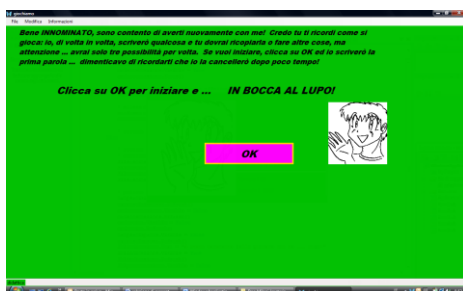 File Modifica Informazioni
Bene INNOMINATO, sono contento di averti nuovamente con me! Credo tu ti ricordi come si
gioca: io, di volta in volta, scriverò qualcosa e tu dovrai ricopiarla o fare altre cose, ma
attenzione ... avrai solo tre possibilità per volta. Se vuoi iniziare, clicca su OK ed io scriverò la
prima parola ... dimenticavo di ricordarti che io la cancellerò dopo poco tempo!
Clicca su OK per iniziare e ... IN BOCCA AL LUPO!
OK